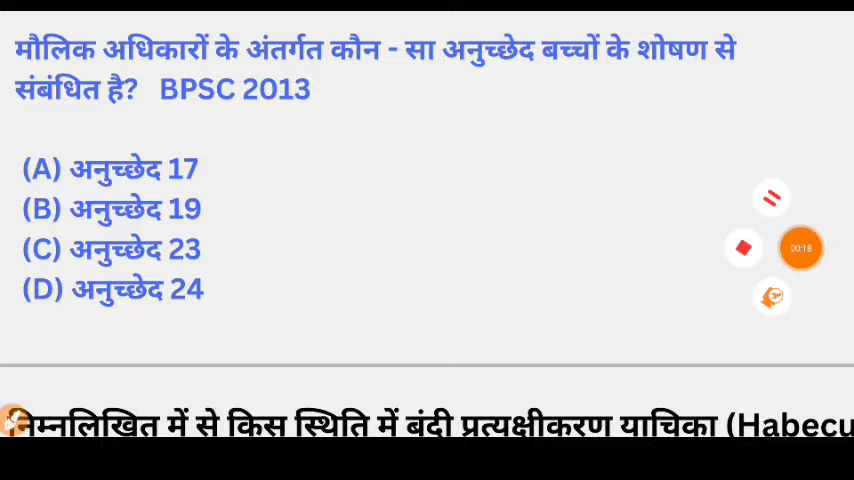 मौलिक अधिकारों के अंतर्गत कौन - सा अनुच्छेद बच्चों के शोषण से
संबंधित है? BPSC 2013
(A) अनुच्छेद 17
(B) अनुच्छेद 19
(C) अनुच्छेद 23
(D) अनुच्छेद 24
00:18
निम्नलिखित में से किस स्थिति में बंदी प्रत्यक्षीकरण याचिका (Habecu